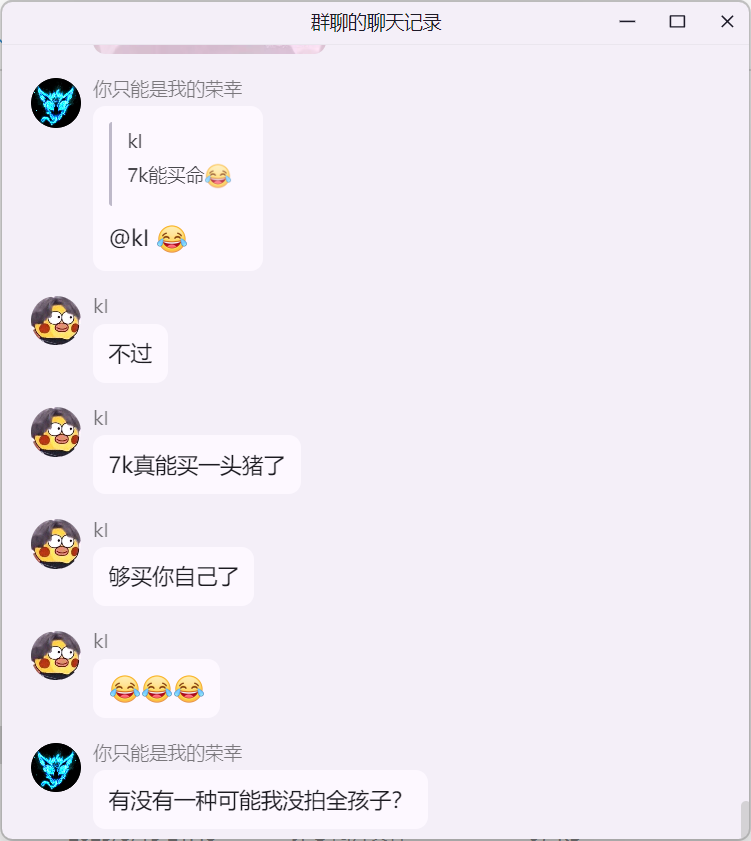 群聊的聊天记录
你只能是我的荣幸
kl
7k能买命😂
@kl 😂
kl
不过
kl
7k真能买一头猪了
kl
够买你自己了
kl
😂😂😂
你只能是我的荣幸
有没有一种可能我没拍全孩子?